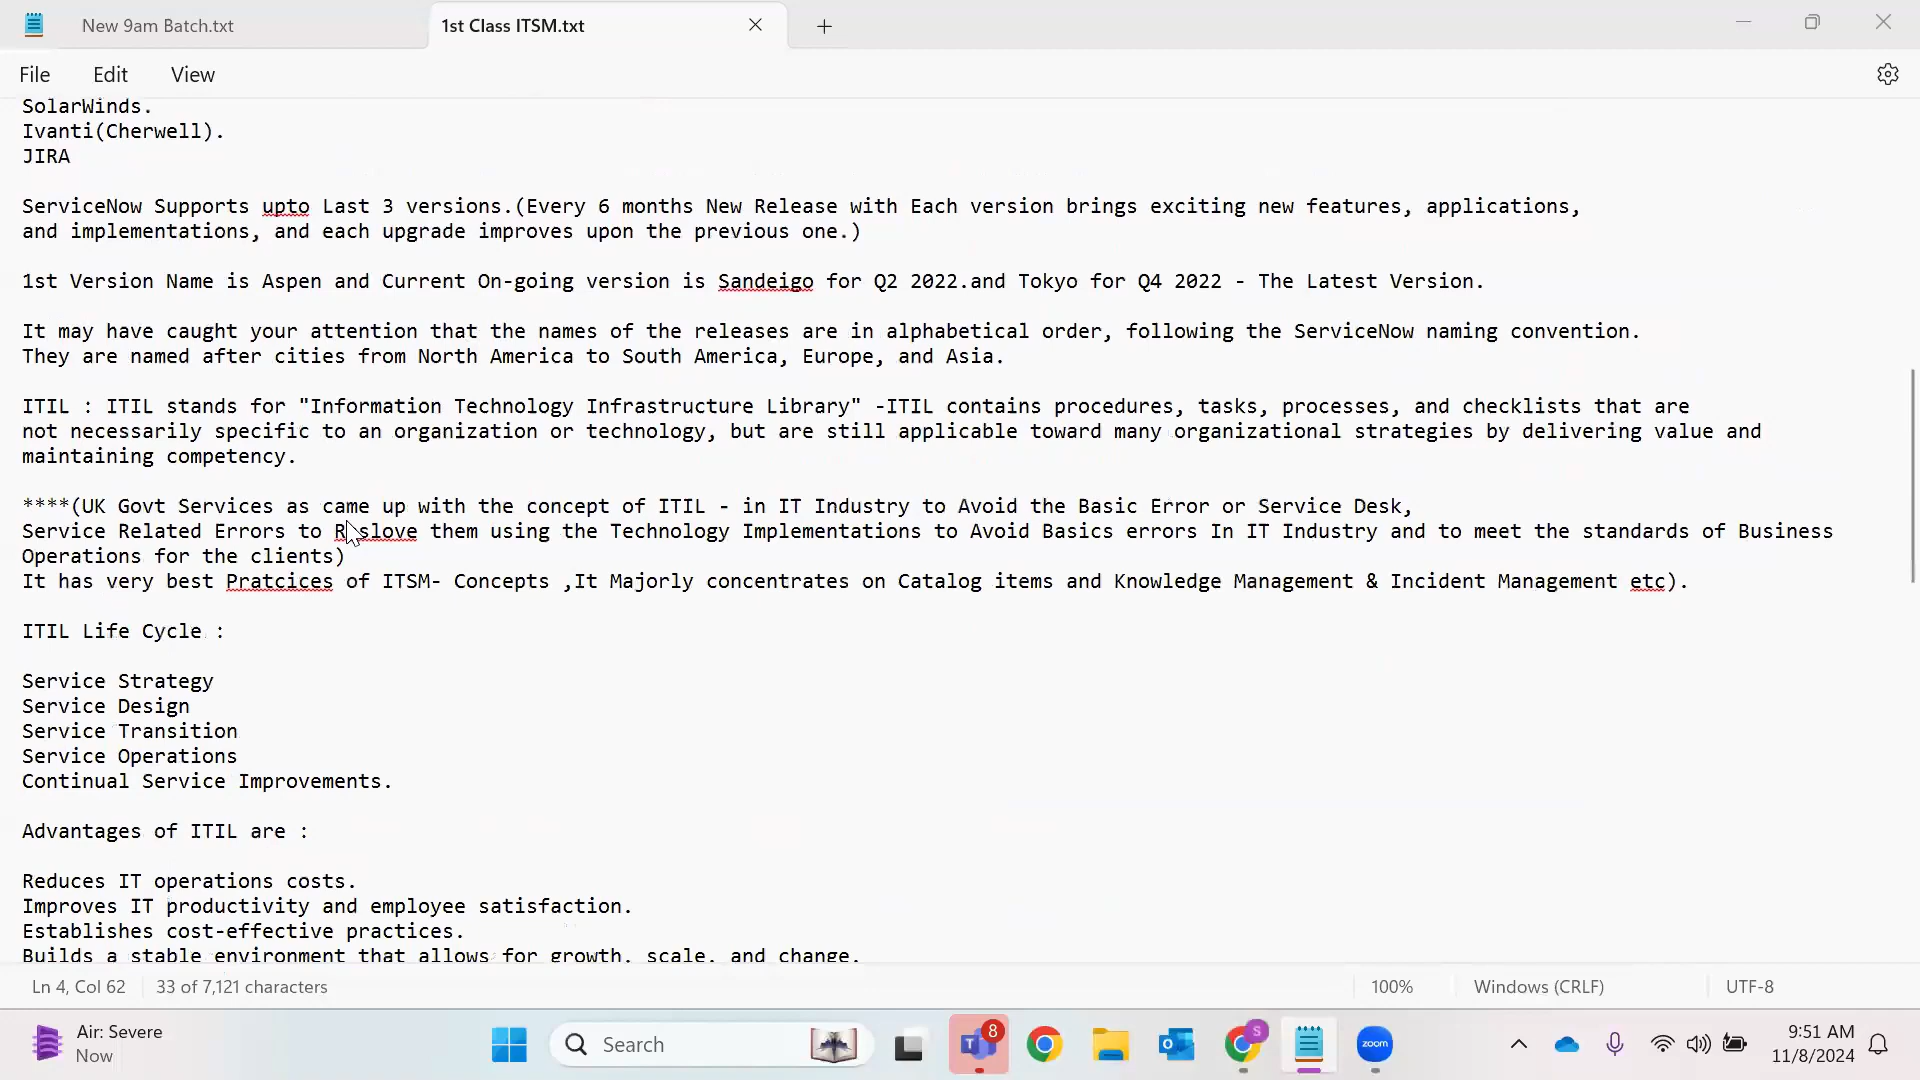 New 9am Batch.txt
1st Class ITSM.txt
File Edit View
SolarWinds.
Ivanti(Cherwell).
JIRA
ServiceNow Supports upto Last 3 versions.(Every 6 months New Release with Each version brings exciting new features, applications,
and implementations, and each upgrade improves upon the previous one.)
1st Version Name is Aspen and Current On-going version is Sandeigo for Q2 2022.and Tokyo for Q4 2022 - The Latest Version.
It may have caught your attention that the names of the releases are in alphabetical order, following the ServiceNow naming convention.
They are named after cities from North America to South America, Europe, and Asia.
ITIL : ITIL stands for "Information Technology Infrastructure Library" -ITIL contains procedures, tasks, processes, and checklists that are
not necessarily specific to an organization or technology, but are still applicable toward many organizational strategies by delivering value and
maintaining competency.
****(UK Govt Services as came up with the concept of ITIL - in IT Industry to Avoid the Basic Error or Service Desk,
Service Related Errors to Reslove them using the Technology Implementations to Avoid Basics errors In IT Industry and to meet the standards of Business
Operations for the clients)
It has very best Pratcices of ITSM- Concepts ,It Majorly concentrates on Catalog items and Knowledge Management & Incident Management etc).
ITIL Life Cycle :
Service Strategy
Service Design
Service Transition
Service Operations
Continual Service Improvements.
Advantages of ITIL are :
Reduces IT operations costs.
Improves IT productivity and employee satisfaction.
Establishes cost-effective practices.
Builds a stable environment that allows for growth, scale, and change.
Ln 4, Col 62 33 of 7,121 characters 100% Windows (CRLF) UTF-8
Air: Severe
Now
Search
8
S
zoom
9:51 AM
11/8/2024